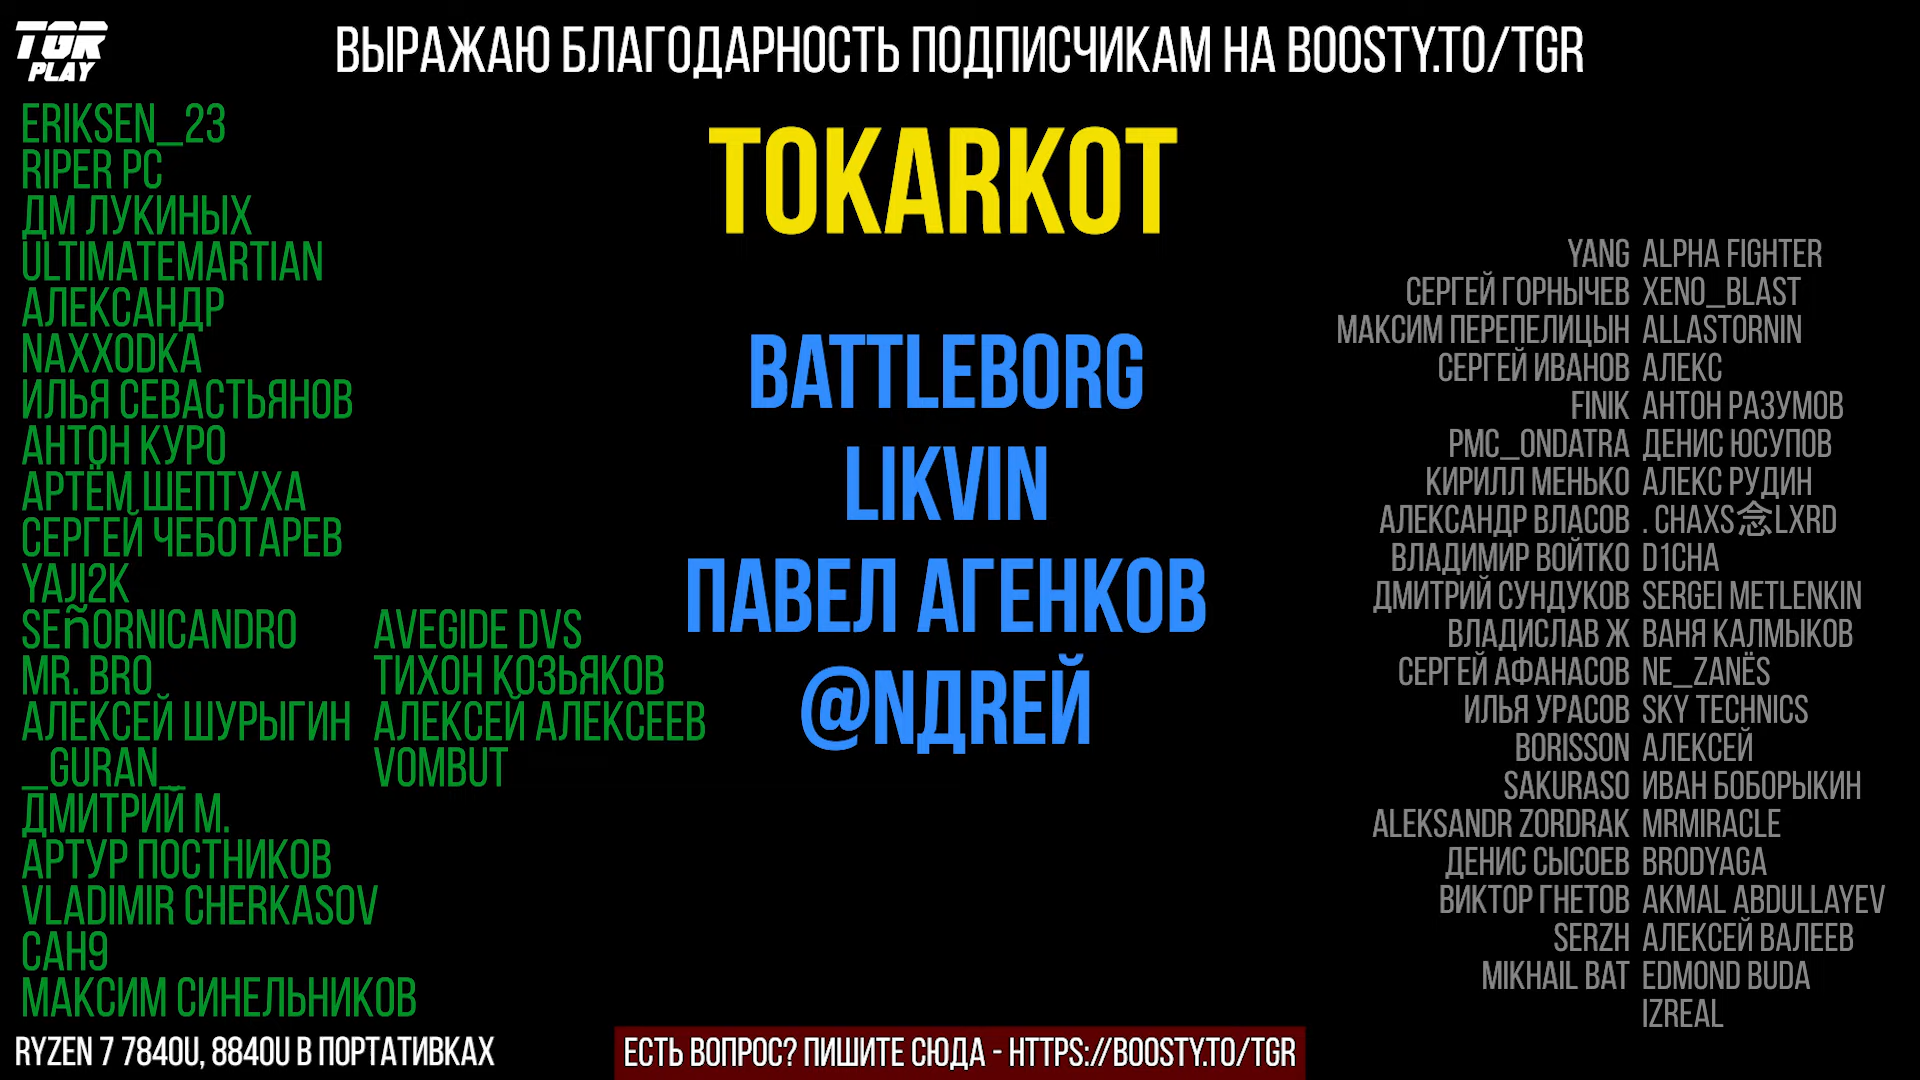 TGR
PLAY
ВЫРАЖАЮ БЛАГОДАРНОСТЬ ПОДПИСЧИКАМ НА BOOSTY.TO/TGR
ERIKSEN_23
RIPER PC
ДМ ЛУКИНЫХ
ULTIMATEMARTIAN
АЛЕКСАНДР
NAXXODKA
ИЛЬЯ СЕВАСТЬЯНОВ
АНТОН КУРО
АРТЁМ ШЕПТУХА
СЕРГЕЙ ЧЕБОТАРЕВ
YAJI2K
SEñORNICANDRO
MR. BRO
АЛЕКСЕЙ ШУРЫГИН
_GURAN_
ДМИТРИЙ М.
АРТУР ПОСТНИКОВ
VLADIMIR CHERKASOV
САН9
МАКСИМ СИНЕЛЬНИКОВ
AVEGIDE DVS
ТИХОН КОЗЬЯКОВ
АЛЕКСЕЙ АЛЕКСЕЕВ
VOMBUT
TOKARKOT
BATTLEBORG
LIKVIN
ПАВЕЛ АГЕНКОВ
@NДRЕЙ
YANG
СЕРГЕЙ ГОРНЫЧЕВ
МАКСИМ ПЕРЕПЕЛИЦЫН
СЕРГЕЙ ИВАНОВ
FINIK
PMC_ONDATRA
КИРИЛЛ МЕНЬКО
АЛЕКСАНДР ВЛАСОВ
ВЛАДИМИР ВОЙТКО
ДМИТРИЙ СУНДУКОВ
ВЛАДИСЛАВ Ж
СЕРГЕЙ АФАНАСОВ
ИЛЬЯ УРАСОВ
BORISSON
SAKURASO
ALEKSANDR ZORDRAK
ДЕНИС СЫСОЕВ
ВИКТОР ГНЕТОВ
SERZH
MIKHAIL BAT
ALPHA FIGHTER
XENO_BLAST
ALLASTORNIN
АЛЕКС
АНТОН РАЗУМОВ
ДЕНИС ЮСУПОВ
АЛЕКС РУДИН
. CHAXS念LXRD
D1CHA
SERGEI METLENKIN
ВАНЯ КАЛМЫКОВ
NE_ZANЁS
SKY TECHNICS
АЛЕКСЕЙ
ИВАН БОБОРЫКИН
MRMIRACLE
BRODYAGA
AKMAL ABDULLAYEV
АЛЕКСЕЙ ВАЛЕЕВ
EDMOND BUDA
IZREAL
RYZEN 7 7840U, 8840U В ПОРТАТИВКАХ
ЕСТЬ ВОПРОС? ПИШИТЕ СЮДА - HTTPS://BOOSTY.TO/TGR